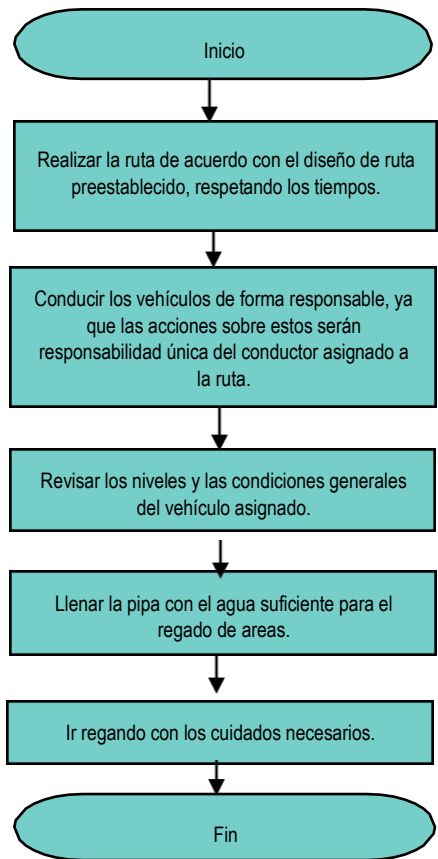 Inicio
Realizar la ruta de acuerdo con el diseño de ruta
preestablecido, respetando los tiempos.
Conducir los vehículos de forma responsable, ya
que las acciones sobre estos serán
responsabilidad única del conductor asignado a
la ruta.
Revisar los niveles y las condiciones generales
del vehículo asignado.
Llenar la pipa con el agua suficiente para el
regado de areas.
Ir regando con los cuidados necesarios.
Fin